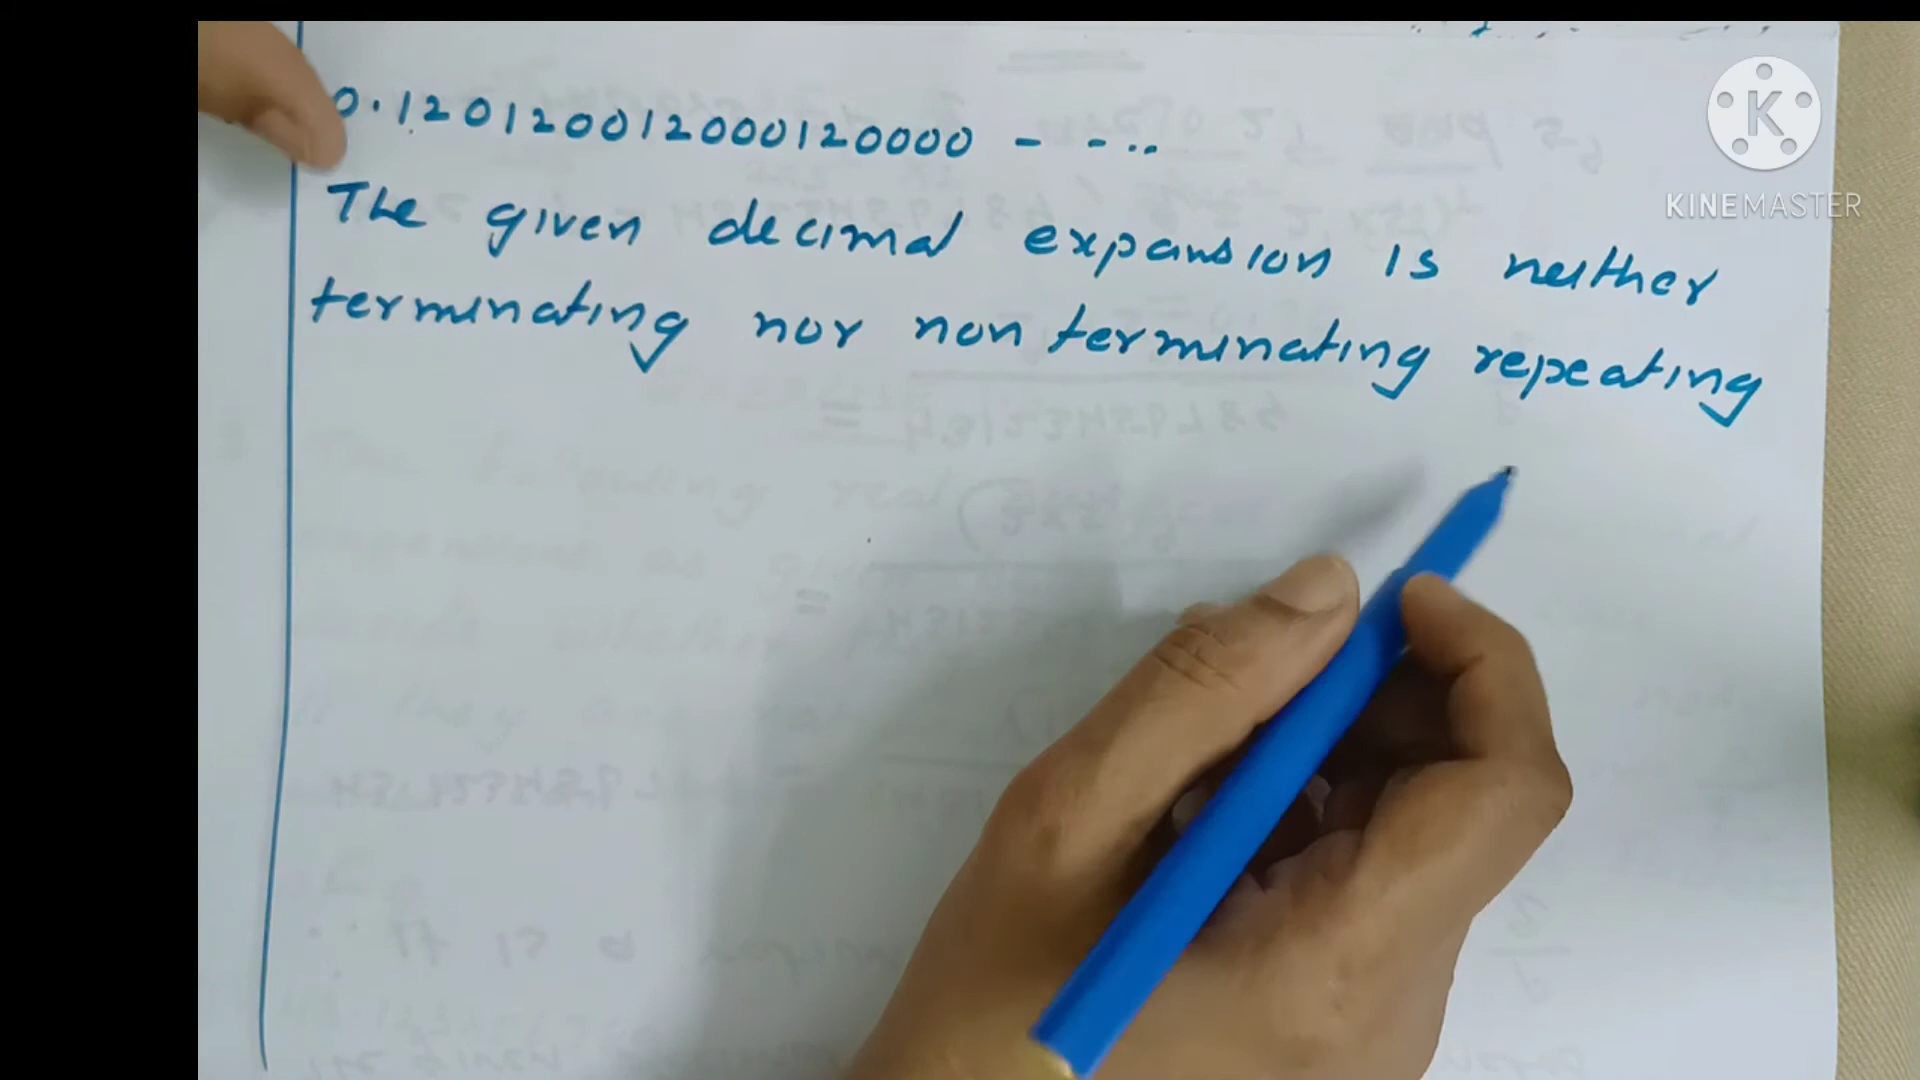 0.120120012000120000 - - ..
The given decimal expansion is neither
terminating nor non terminating repeating
K
KINEMASTER